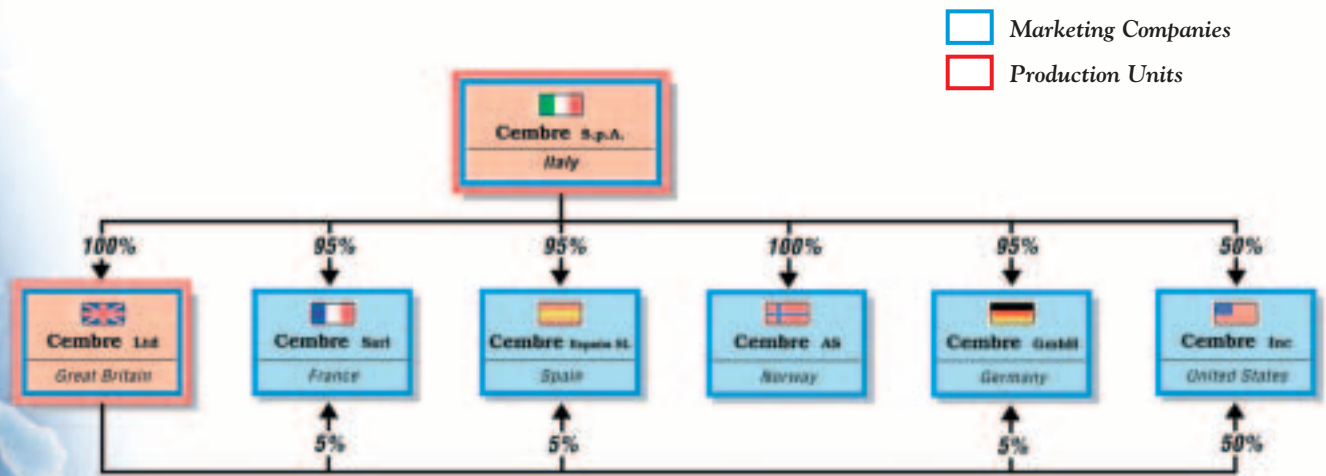 Marketing Companies
Production Units
Cembre S.p.A.
Italy
100% 95% 95% 100% 95% 50%
Cembre Ltd
Great Britain
Cembre Sarl
France
Cembre España SL
Spain
Cembre AS
Norway
Cembre GmbH
Germany
Cembre Inc
United States
5% 5% 5% 50%